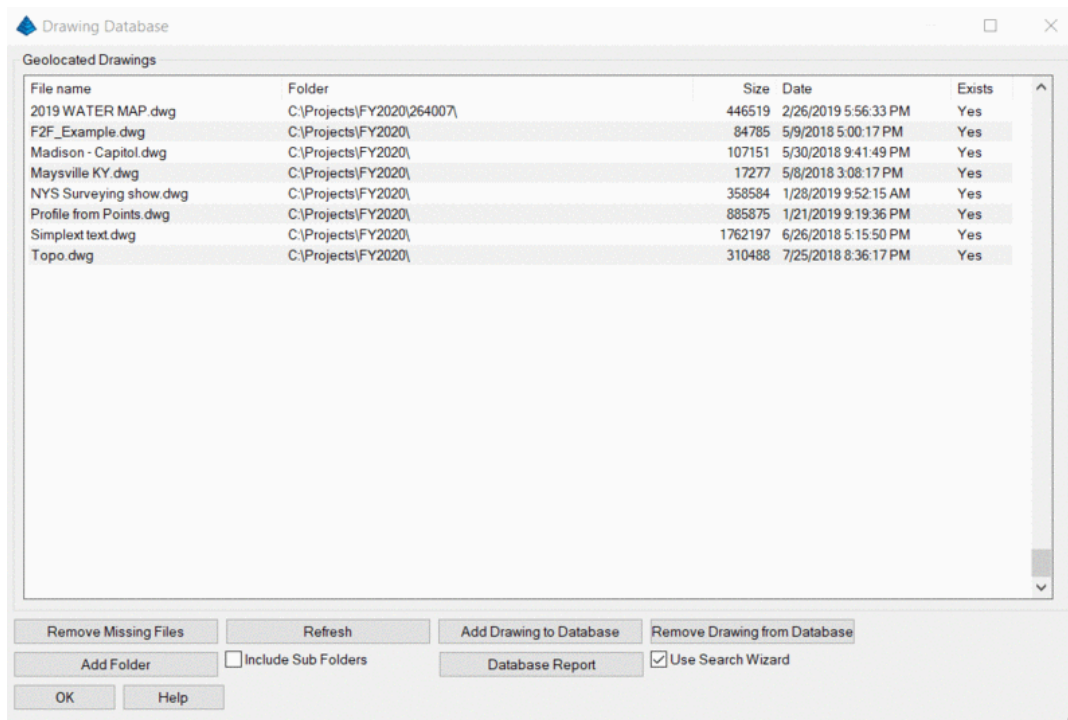 Drawing Database
Geolocated Drawings
File name Folder Size Date Exists
2019 WATER MAP.dwg C:\Projects\FY2020\264007\ 446519 2/26/2019 5:56:33 PM Yes
F2F_Example.dwg C:\Projects\FY2020\ 84785 5/9/2018 5:00:17 PM Yes
Madison - Capitol.dwg C:\Projects\FY2020\ 107151 5/30/2018 9:41:49 PM Yes
Maysville KY.dwg C:\Projects\FY2020\ 17277 5/8/2018 3:08:17 PM Yes
NYS Surveying show.dwg C:\Projects\FY2020\ 358584 1/28/2019 9:52:15 AM Yes
Profile from Points.dwg C:\Projects\FY2020\ 885875 1/21/2019 9:19:36 PM Yes
Simplext text.dwg C:\Projects\FY2020\ 1762197 6/26/2018 5:15:50 PM Yes
Topo.dwg C:\Projects\FY2020\ 310488 7/25/2018 8:36:17 PM Yes
Remove Missing Files Refresh Add Drawing to Database Remove Drawing from Database
Add Folder Include Sub Folders Database Report Use Search Wizard
OK Help